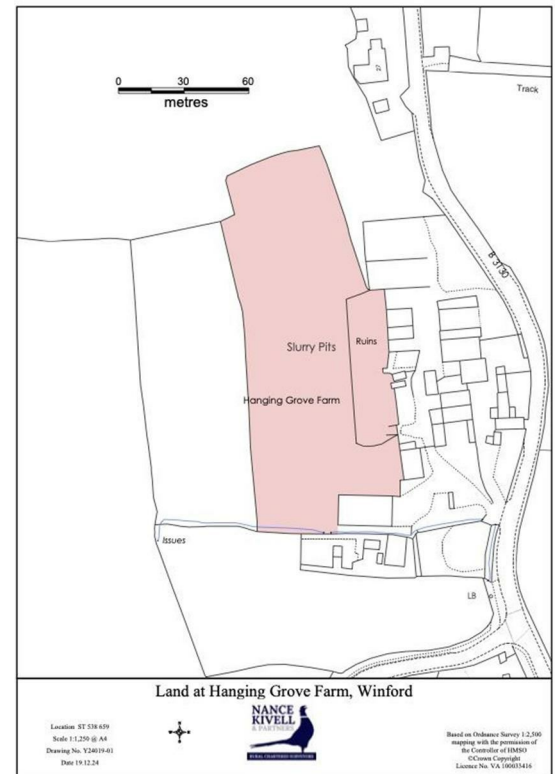 0 30 60
metres
27
Track
B 3130
Slurry Pits
Ruins
Hanging Grove Farm
Issues
LB
Land at Hanging Grove Farm, Winford
NANCE
KIVELL
& PARTNERS
RURAL CHARTERED SURVEYORS
Location ST 538 659
Scale 1:1,250 @ A4
Drawing No. Y24019-01
Date 19.12.24
Based on Ordnance Survey 1:2,500
mapping with the permission of
the Controller of HMSO
©Crown Copyright
Licence No. VA 100033416